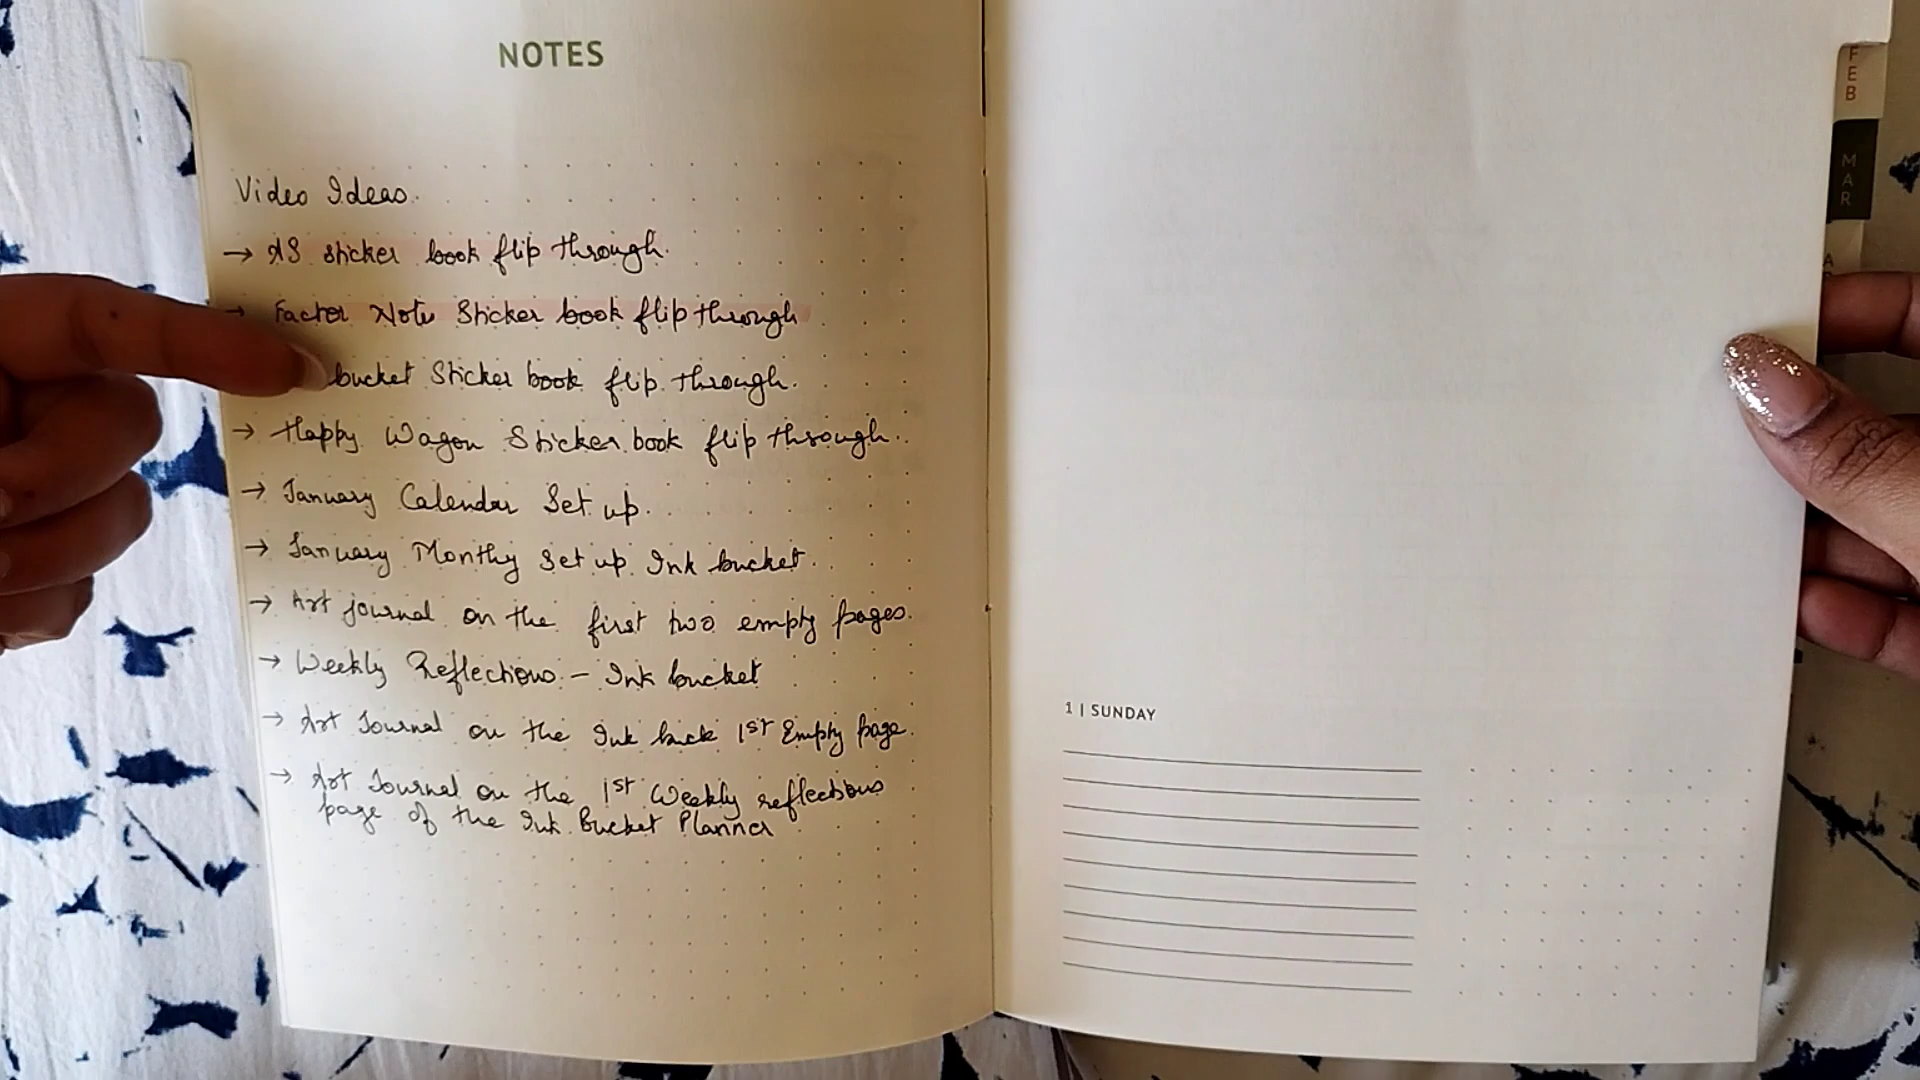 NOTES
Video Ideas.
→ AS sticker book flip through.
→ Factor Note Sticker book flip through
bucket Sticker book flip through.
→ Happy Wagon Sticker book flip through.
→ January Calendar Set up.
→ January Monthy Set up Ink bucket.
→ Art journal on the first two empty pages.
→ Weekly Reflections - Ink bucket
→ Art Journal on the Ink buck 1st Empty page.
→ Art Journal on the 1st Weekly reflections
page of the Ink Bucket Planner
1 | SUNDAY
FEB
MAR